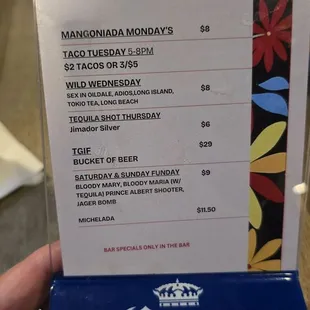 MANGONIADA MONDAY'S $8
TACO TUESDAY 5-8PM
$2 TACOS OR 3/$5
WILD WEDNESDAY
SEX IN OILDALE, ADIOS,LONG ISLAND, $8
TOKIO TEA, LONG BEACH
TEQUILA SHOT THURSDAY
Jimador Silver $6
TGIF $29
BUCKET OF BEER
SATURDAY & SUNDAY FUNDAY $9
BLOODY MARY, BLOODY MARIA (W/
TEQUILA) PRINCE ALBERT SHOOTER,
JAGER BOMB
MICHELADA $11.50
BAR SPECIALS ONLY IN THE BAR